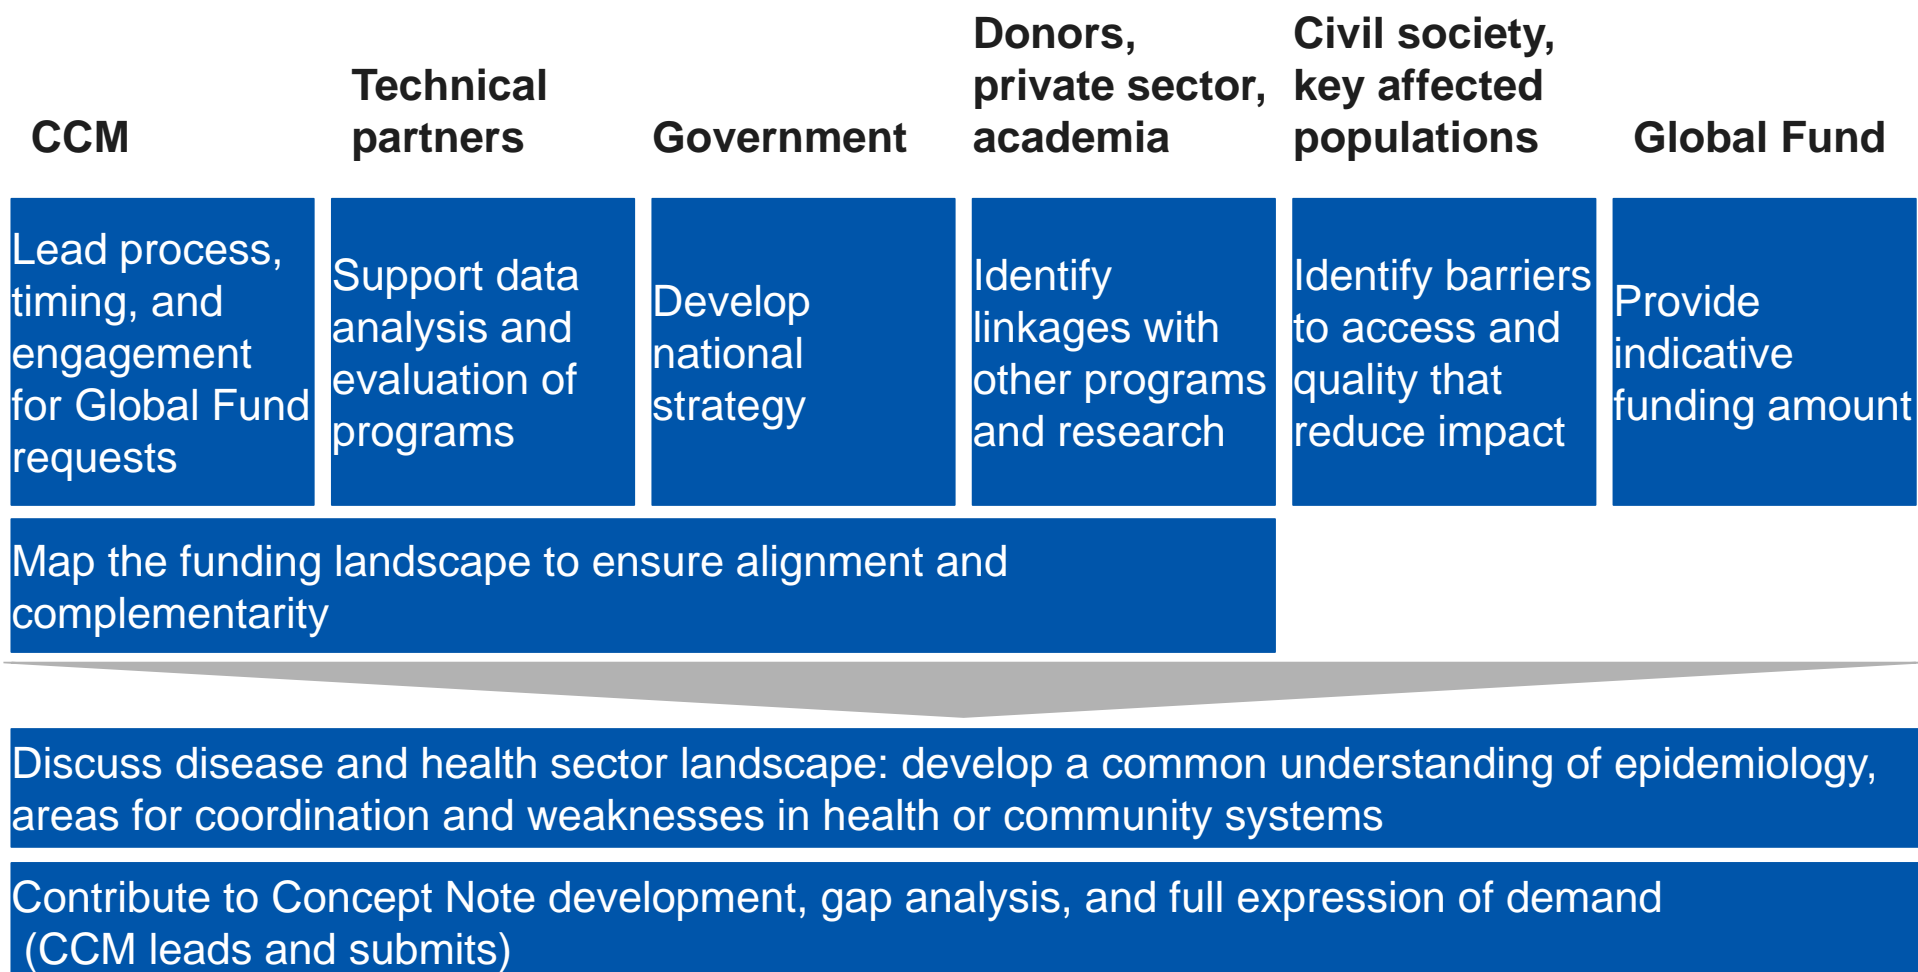 CCM
Technical
partners
Government
Donors,
private sector,
academia
Civil society,
key affected
populations
Global Fund
Lead process,
timing, and
engagement
for Global Fund
requests
Support data
analysis and
evaluation of
programs
Develop
national
strategy
Identify
linkages with
other programs
and research
Identify barriers
to access and
quality that
reduce impact
Provide
indicative
funding amount
Map the funding landscape to ensure alignment and
complementarity
Discuss disease and health sector landscape: develop a common understanding of epidemiology,
areas for coordination and weaknesses in health or community systems
Contribute to Concept Note development, gap analysis, and full expression of demand
(CCM leads and submits)